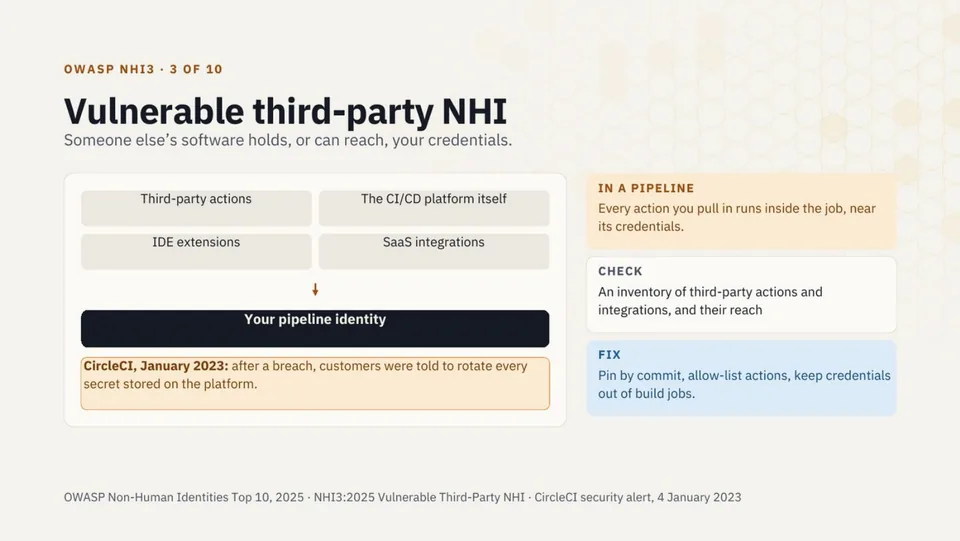 OWASP NHI3 · 3 OF 10
Vulnerable third-party NHI
Someone else’s software holds, or can reach, your credentials.
Third-party actions
The CI/CD platform itself
IDE extensions
SaaS integrations
Your pipeline identity
CircleCI, January 2023: after a breach, customers were told to rotate every
secret stored on the platform.
IN A PIPELINE
Every action you pull in runs inside the job, near
its credentials.
CHECK
An inventory of third-party actions and
integrations, and their reach
FIX
Pin by commit, allow-list actions, keep credentials
out of build jobs.
OWASP Non-Human Identities Top 10, 2025 · NHI3:2025 Vulnerable Third-Party NHI · CircleCI security alert, 4 January 2023